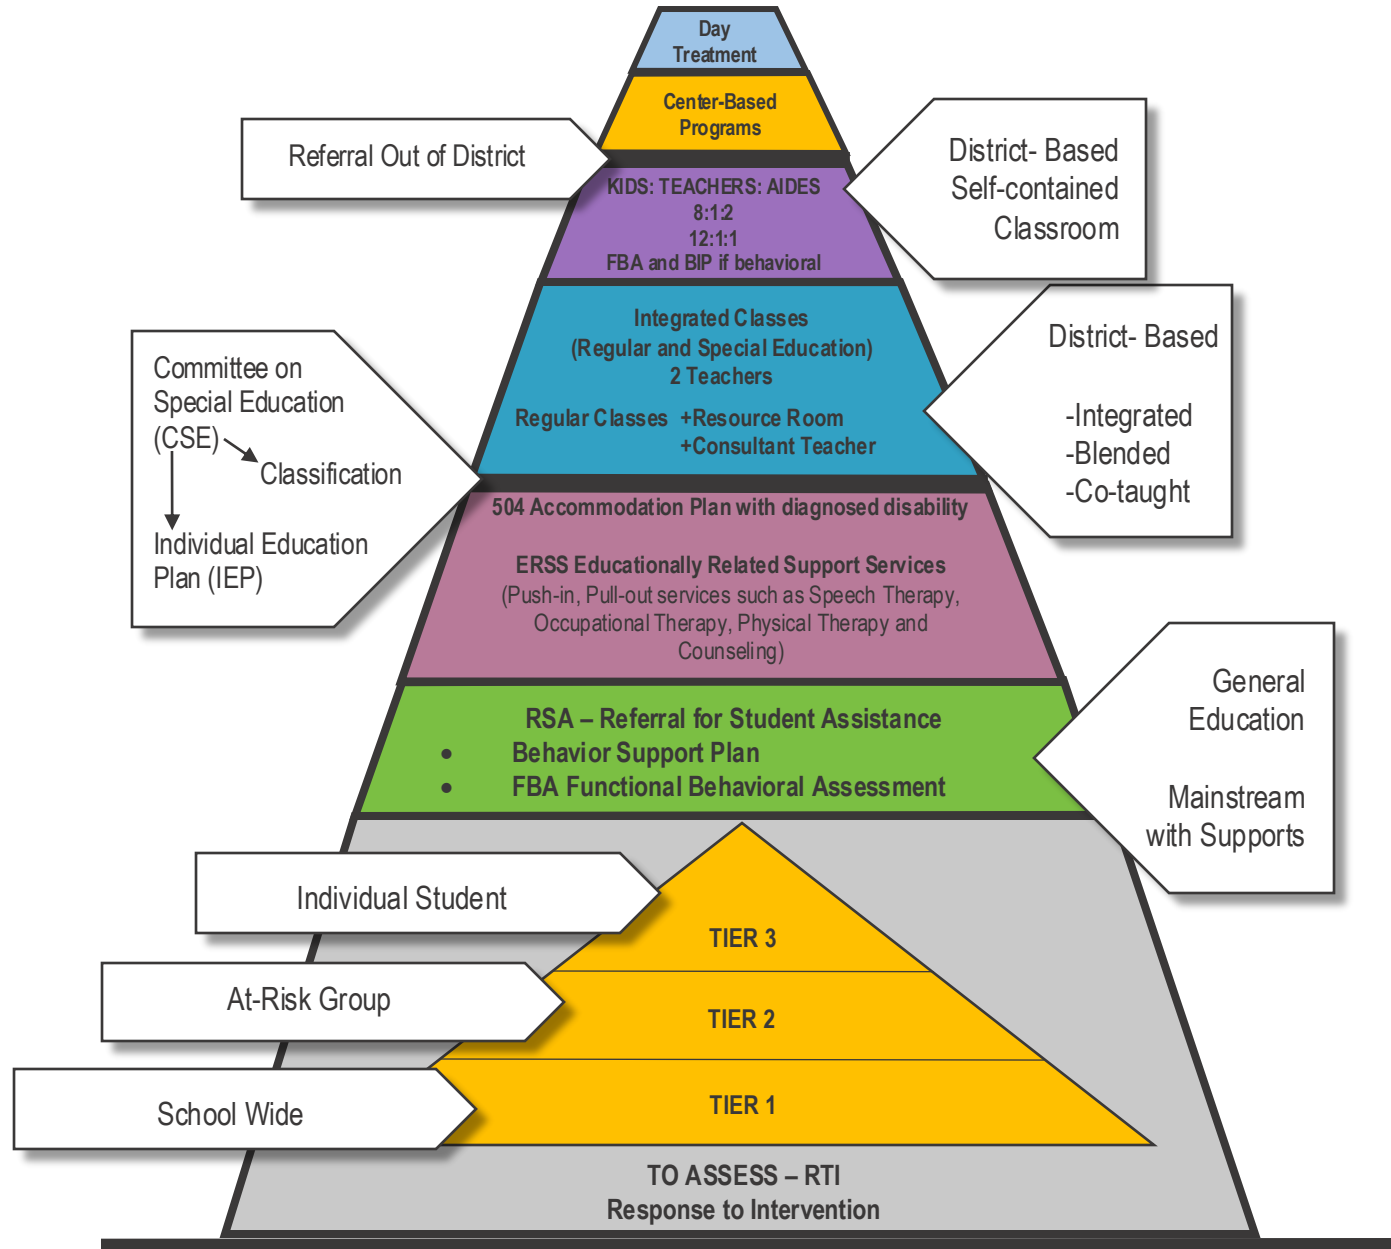 Day
Treatment
Center-Based
Programs
Referral Out of District
District- Based
Self-contained
Classroom
KIDS: TEACHERS: AIDES
8:1:2
12:1:1
FBA and BIP if behavioral
Integrated Classes
(Regular and Special Education)
2 Teachers
Regular Classes +Resource Room
+Consultant Teacher
District- Based
-Integrated
-Blended
-Co-taught
Committee on
Special Education
(CSE)
Classification
Individual Education
Plan (IEP)
504 Accommodation Plan with diagnosed disability
ERSS Educationally Related Support Services
(Push-in, Pull-out services such as Speech Therapy,
Occupational Therapy, Physical Therapy and
Counseling)
RSA – Referral for Student Assistance
• Behavior Support Plan
• FBA Functional Behavioral Assessment
General
Education
Mainstream
with Supports
Individual Student
TIER 3
At-Risk Group
TIER 2
School Wide
TIER 1
TO ASSESS – RTI
Response to Intervention